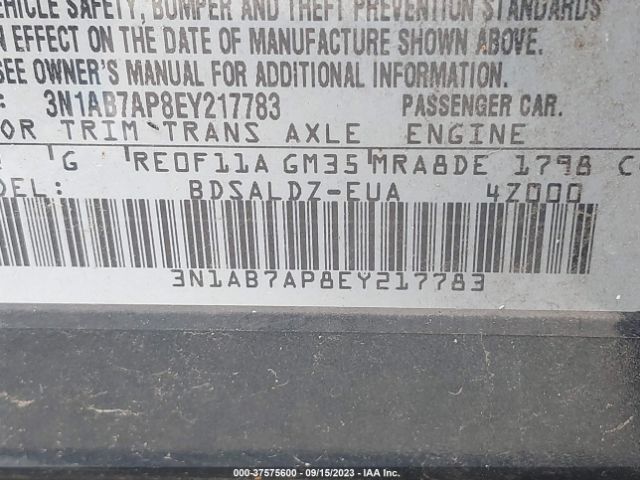 VEHICLE SAFETY, BUMPER AND THEFT PREVENTION STANDARDS
N EFFECT ON THE DATE OF MANUFACTURE SHOWN ABOVE.
SEE OWNER'S MANUAL FOR ADDITIONAL INFORMATION.
: 3N1AB7AP8EY217783 PASSENGER CAR.
OR TRIM TRANS AXLE ENGINE
G RE0F11A GM35 MRA8DE 1798 C
DEL: BDSALDZ-EUA 4Z000
3N1AB7AP8EY217783
000-37575600 - 09/15/2023 - IAA Inc.